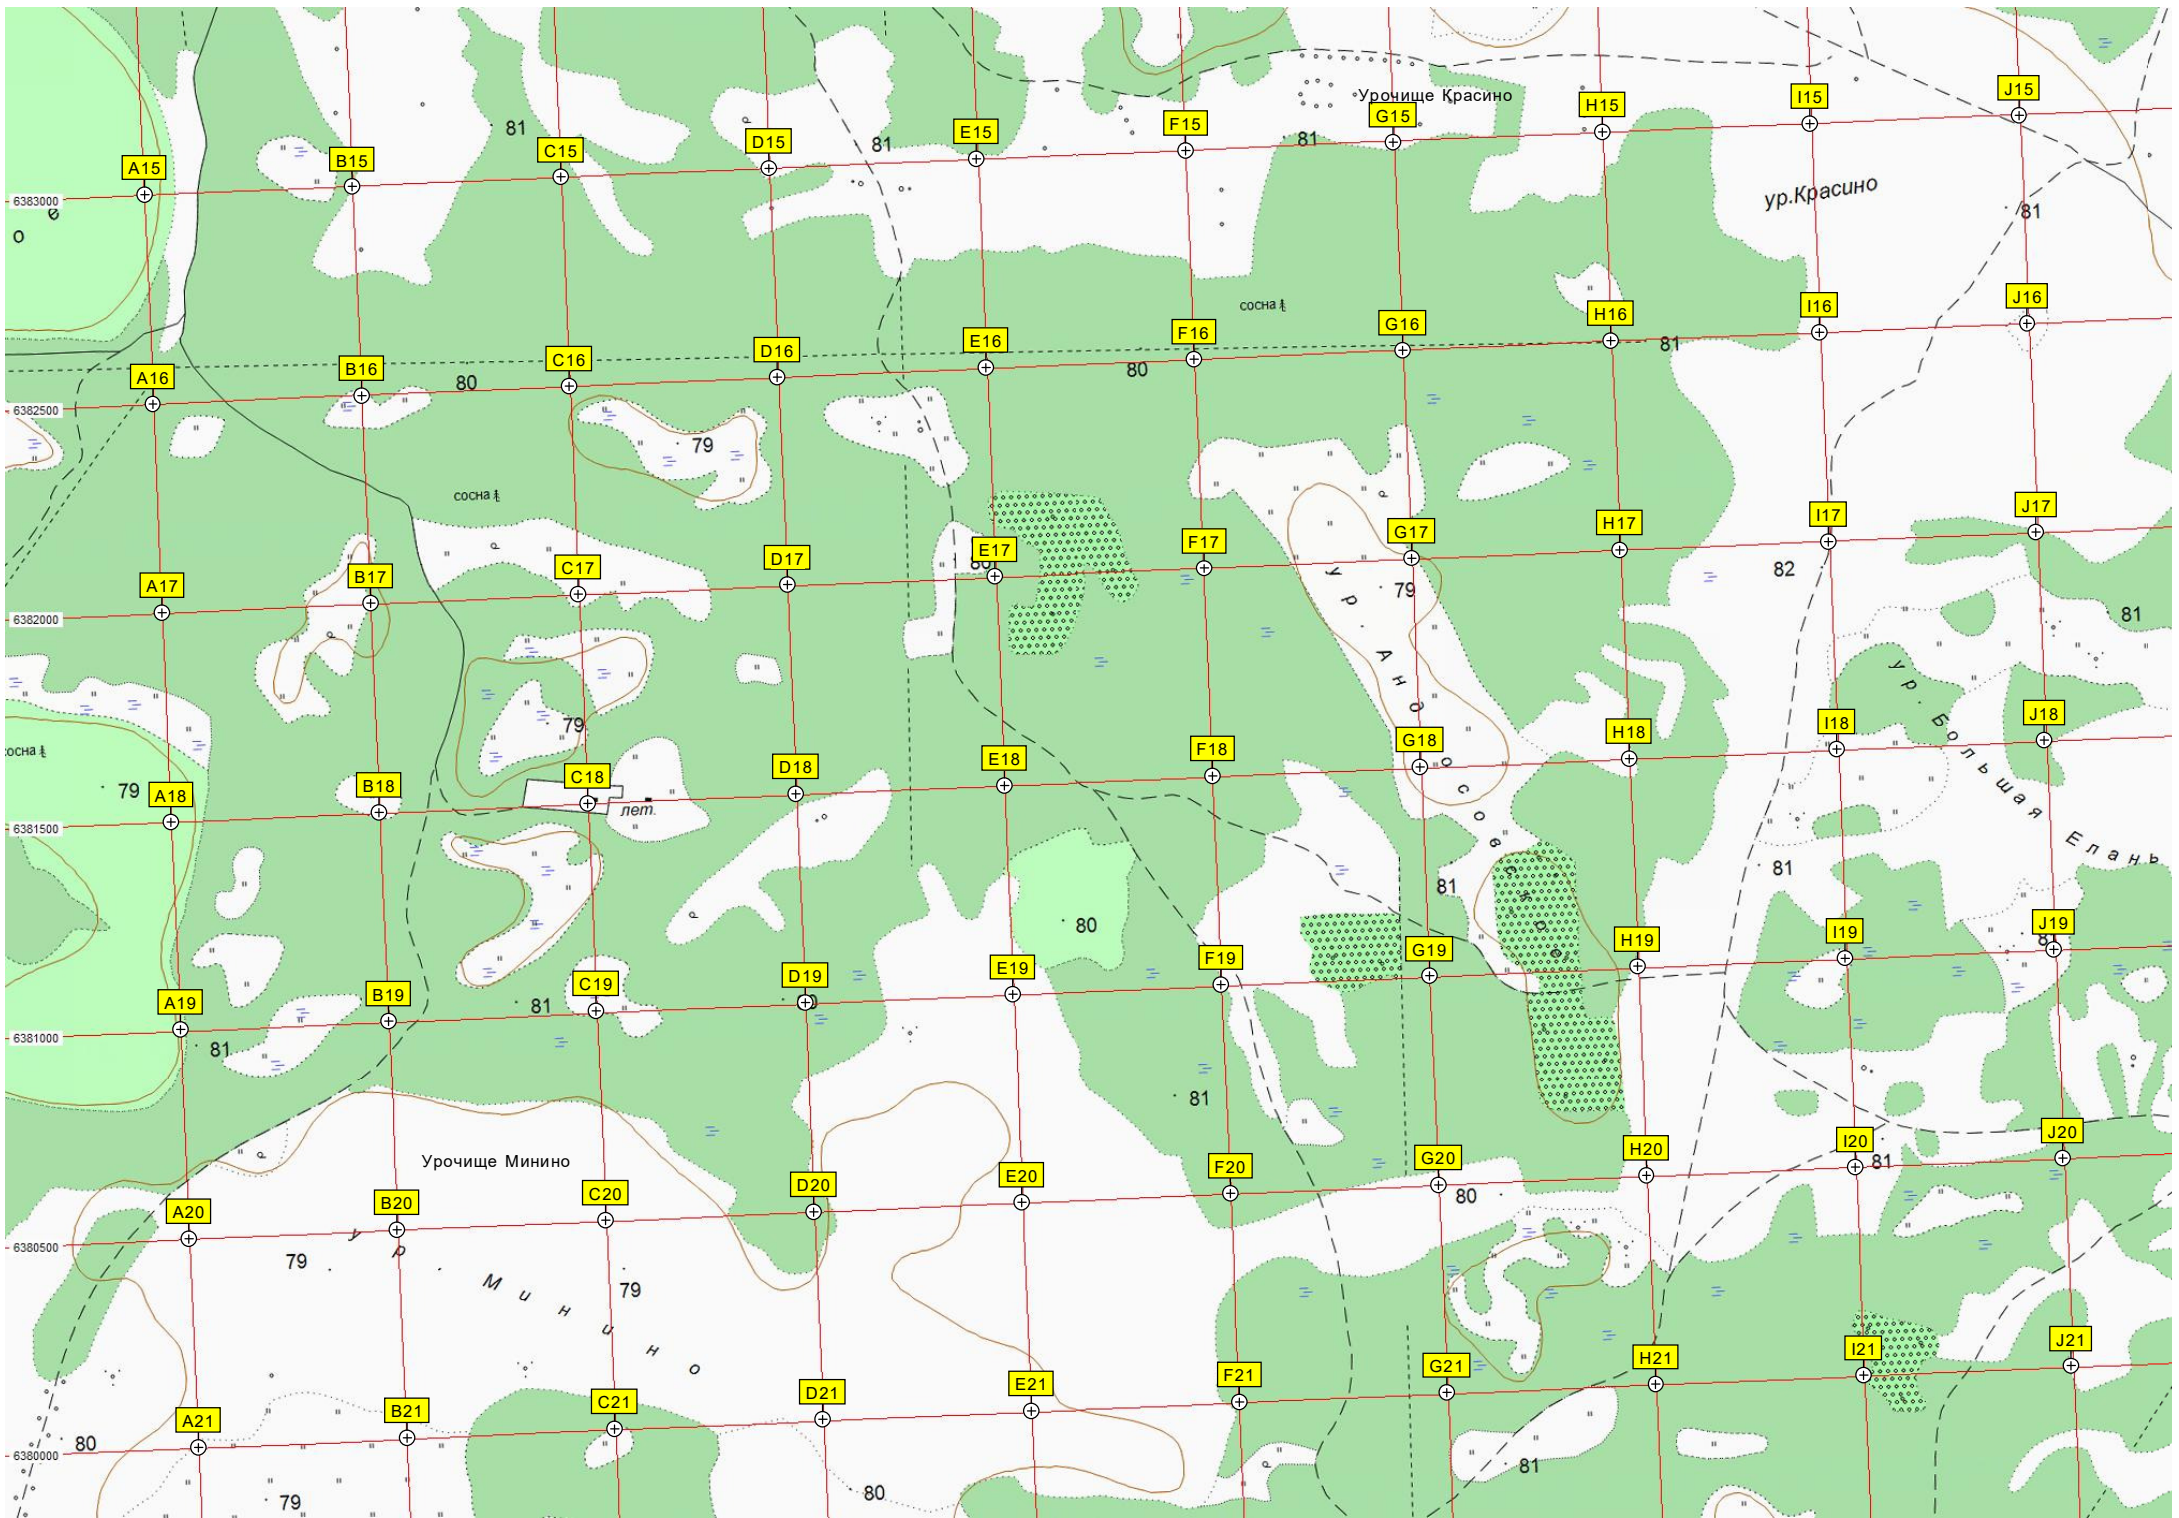 Урочище Красино
A15 B15 C15 D15 E15 F15 G15 H15 I15 J15
81 81 81
ур.Красино
81
6383000
о е
сосна
A16 B16 C16 D16 E16 F16 G16 H16 I16 J16
80 80 81
6382500
79
сосна
A17 B17 C17 D17 E17 F17 G17 H17 I17 J17
80 82
79
81
6382000
ур. Андосовское
ур. Большая Елань
79
сосна
79
A18 B18 C18 D18 E18 F18 G18 H18 I18 J18
лет.
6381500
81 81
80
A19 B19 C19 D19 E19 F19 G19 H19 I19 J19
81
6381000
81
81
Урочище Минино
A20 B20 C20 D20 E20 F20 G20 H20 I20 J20
80 81
6380500
ур. Минино
79 79
A21 B21 C21 D21 E21 F21 G21 H21 I21 J21
80
6380000
79 80 81